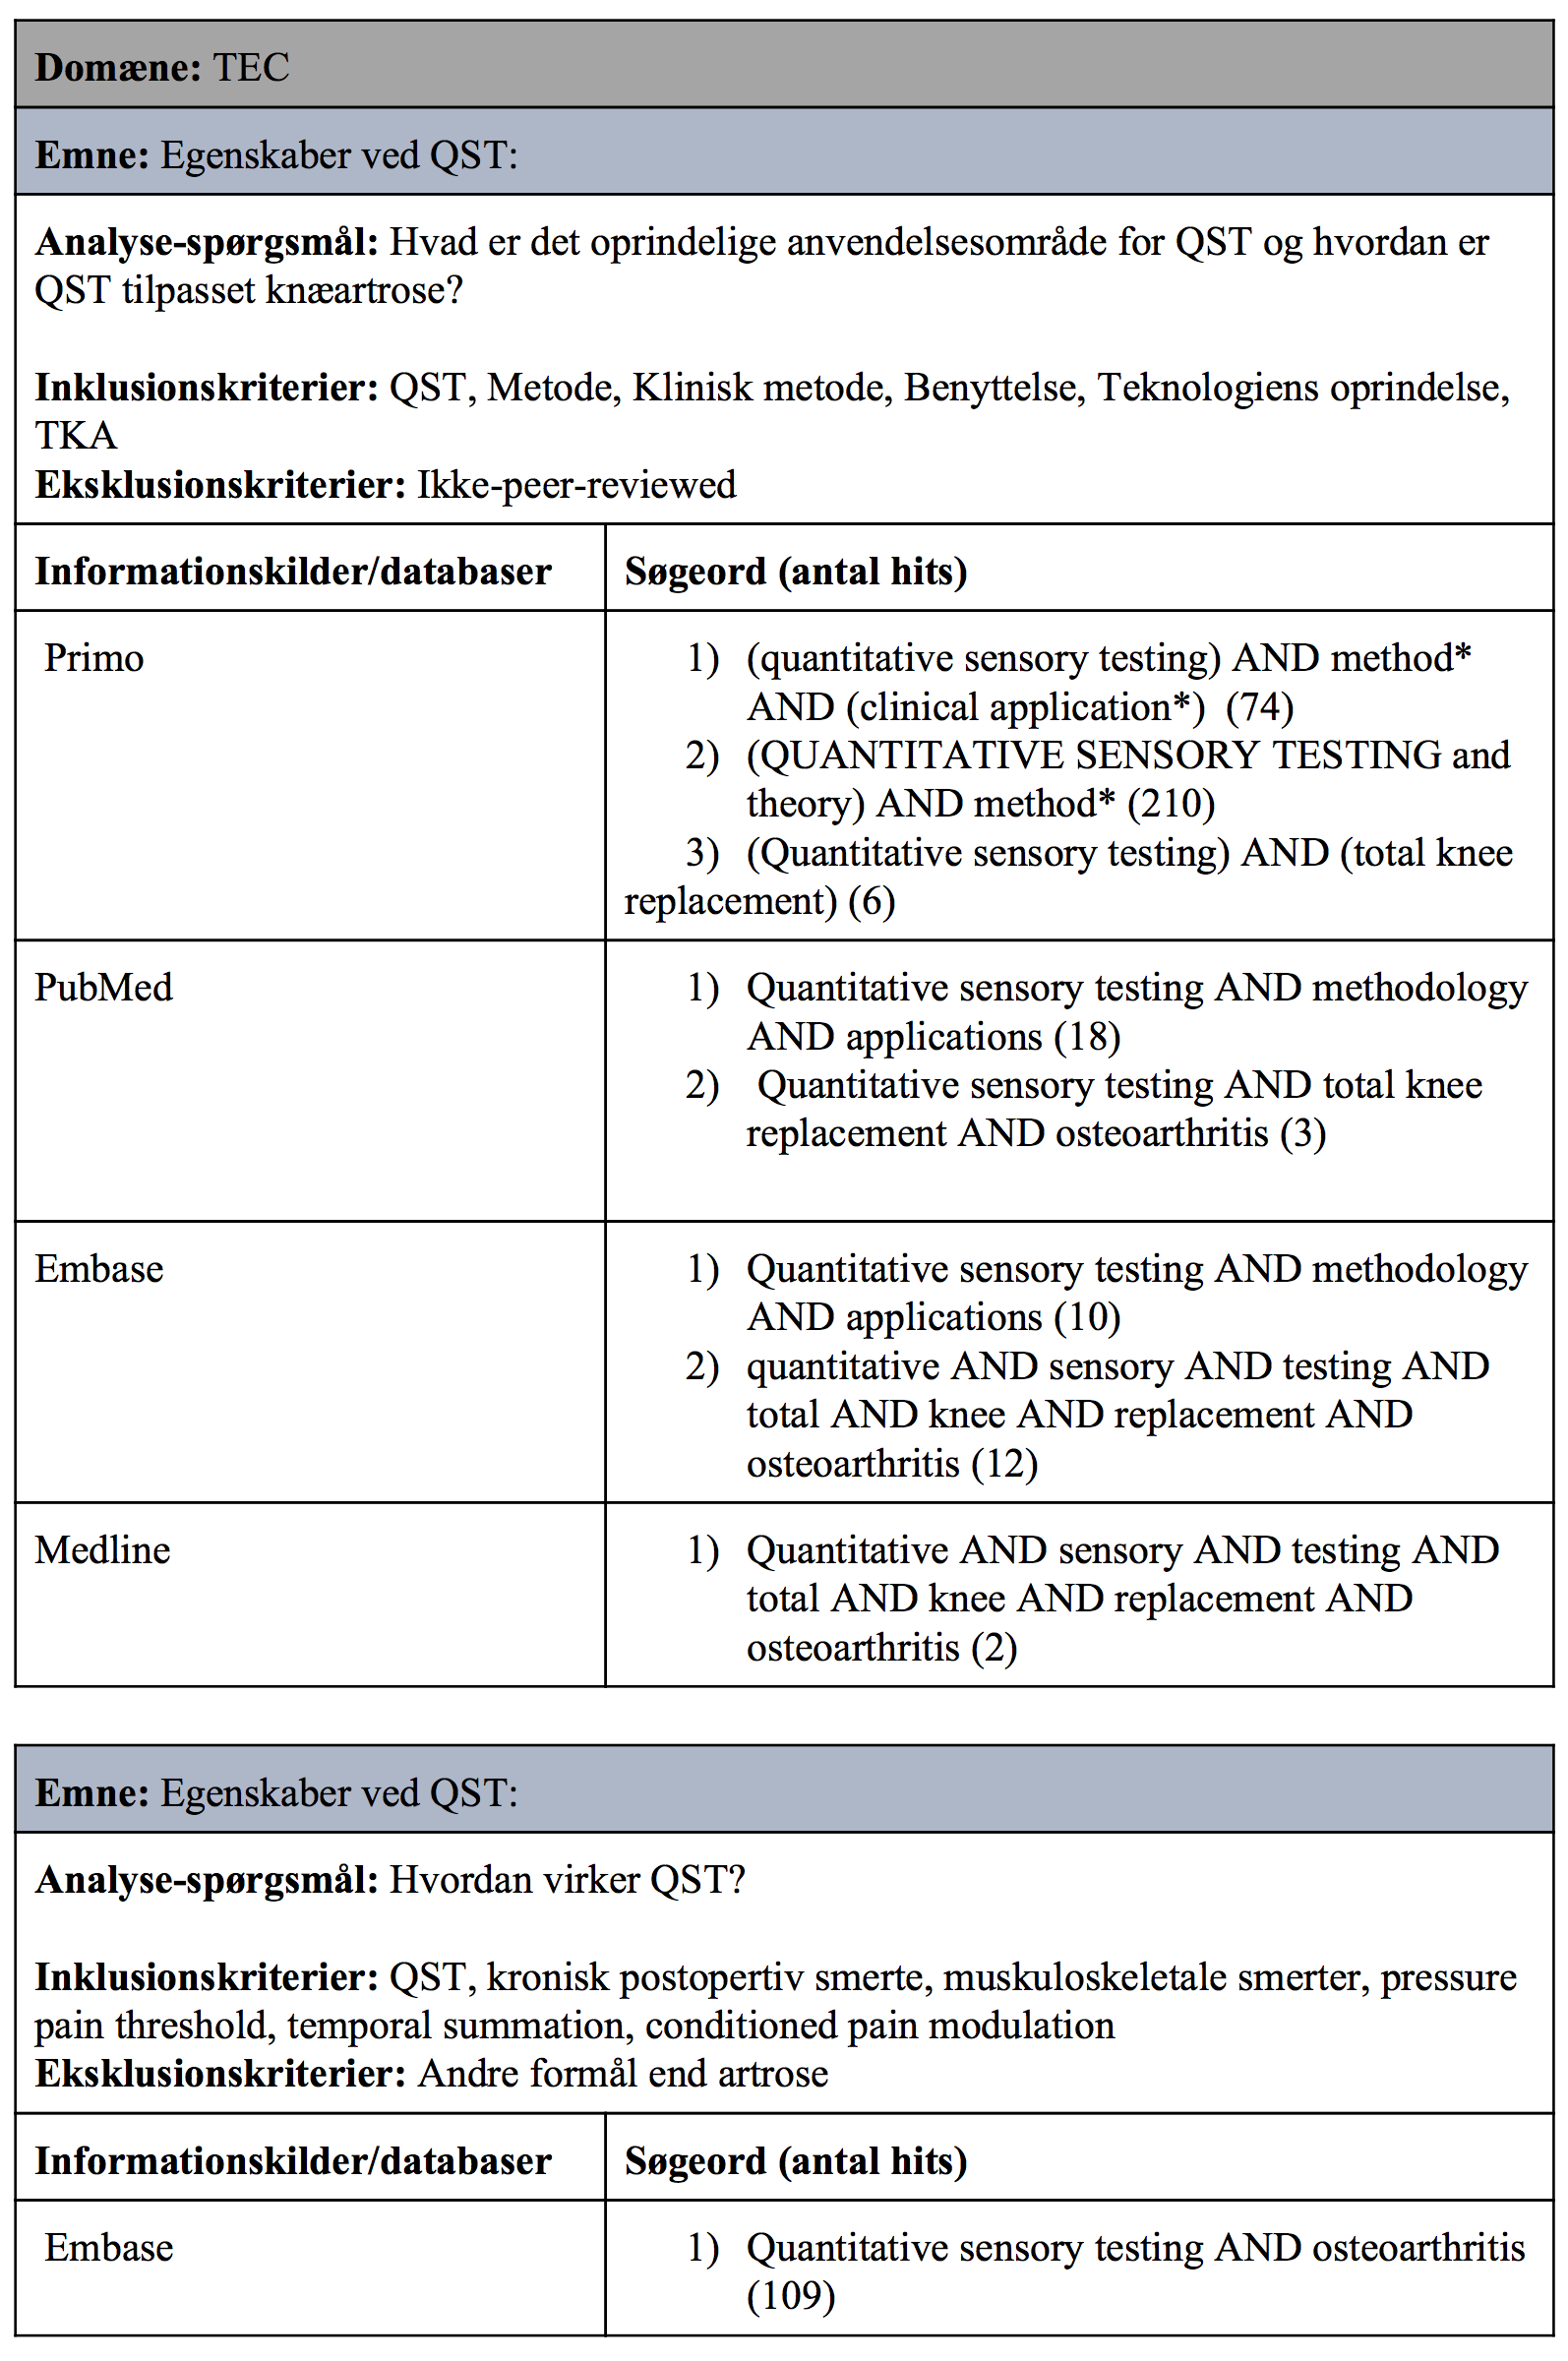 Domæne: TEC
Emne: Egenskaber ved QST:
Analyse-spørgsmål: Hvad er det oprindelige anvendelsesområde for QST og hvordan er
QST tilpasset knæartrose?
Inklusionskriterier: QST, Metode, Klinisk metode, Benyttelse, Teknologiens oprindelse,
TKA
Eksklusionskriterier: Ikke-peer-reviewed
Informationskilder/databaser
Søgeord (antal hits)
Primo
1) (quantitative sensory testing) AND method*
AND (clinical application*) (74)
2) (QUANTITATIVE SENSORY TESTING and
theory) AND method* (210)
3) (Quantitative sensory testing) AND (total knee
replacement) (6)
PubMed
1) Quantitative sensory testing AND methodology
AND applications (18)
2) Quantitative sensory testing AND total knee
replacement AND osteoarthritis (3)
Embase
1) Quantitative sensory testing AND methodology
AND applications (10)
2) quantitative AND sensory AND testing AND
total AND knee AND replacement AND
osteoarthritis (12)
Medline
1) Quantitative AND sensory AND testing AND
total AND knee AND replacement AND
osteoarthritis (2)
Emne: Egenskaber ved QST:
Analyse-spørgsmål: Hvordan virker QST?
Inklusionskriterier: QST, kronisk postopertiv smerte, muskuloskeletale smerter, pressure
pain threshold, temporal summation, conditioned pain modulation
Eksklusionskriterier: Andre formål end artrose
Informationskilder/databaser
Søgeord (antal hits)
Embase
1) Quantitative sensory testing AND osteoarthritis
(109)